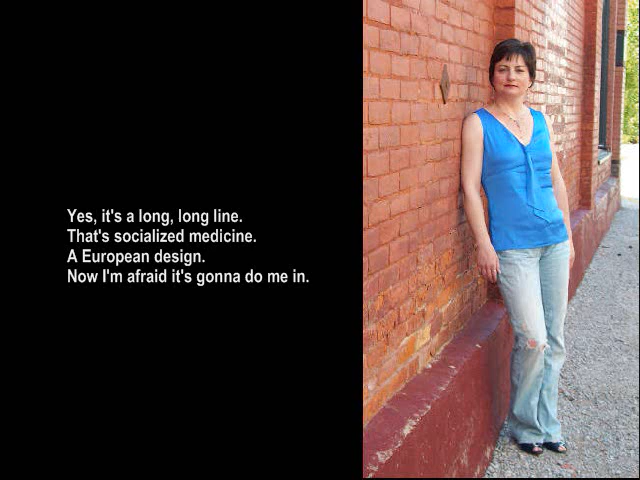 Yes, it's a long, long line.
That's socialized medicine.
A European design.
Now I'm afraid it's gonna do me in.